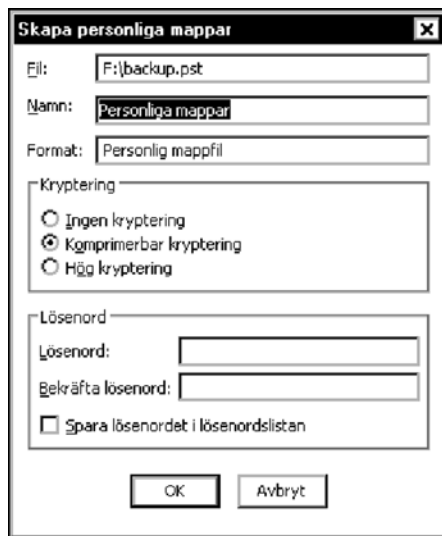 Skapa personliga mappar
Fil: F:\backup.pst
Namn: Personliga mappar
Format: Personlig mappfil
Kryptering
Ingen kryptering
Komprimerbar kryptering
Hög kryptering
Lösenord
Lösenord:
Bekräfta lösenord:
Spara lösenordet i lösenordslistan
OK Avbryt